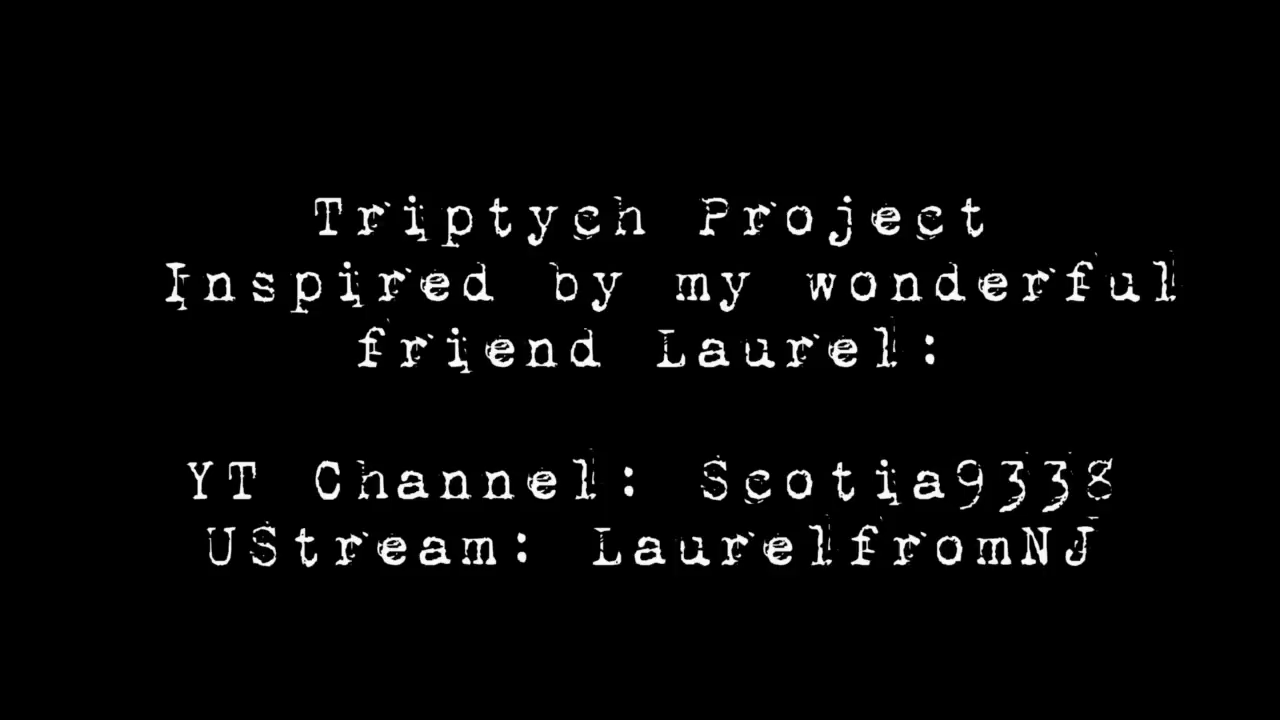 Triptych Project
Inspired by my wonderful
friend Laurel:
YT Channel: Scotia9338
UStream: LaurelfromNJ